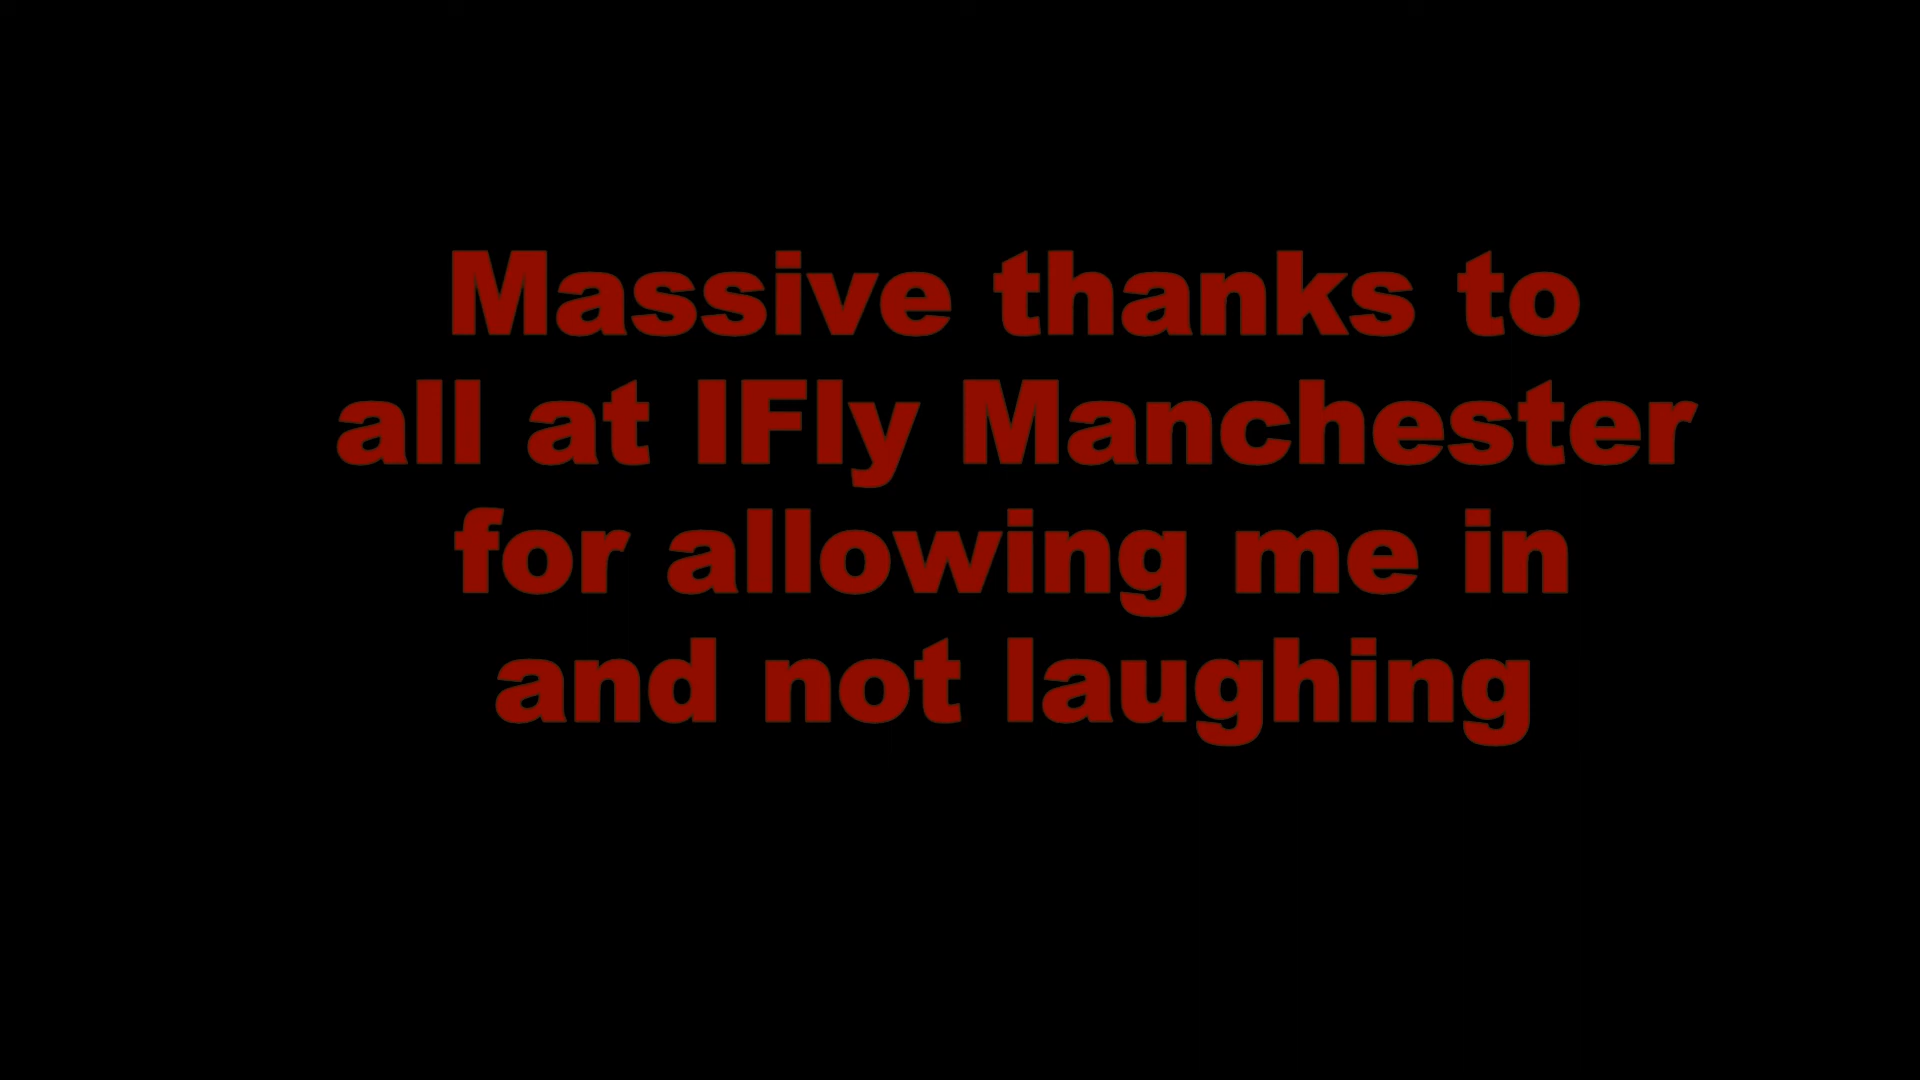 Massive thanks to
all at IFly Manchester
for allowing me in
and not laughing